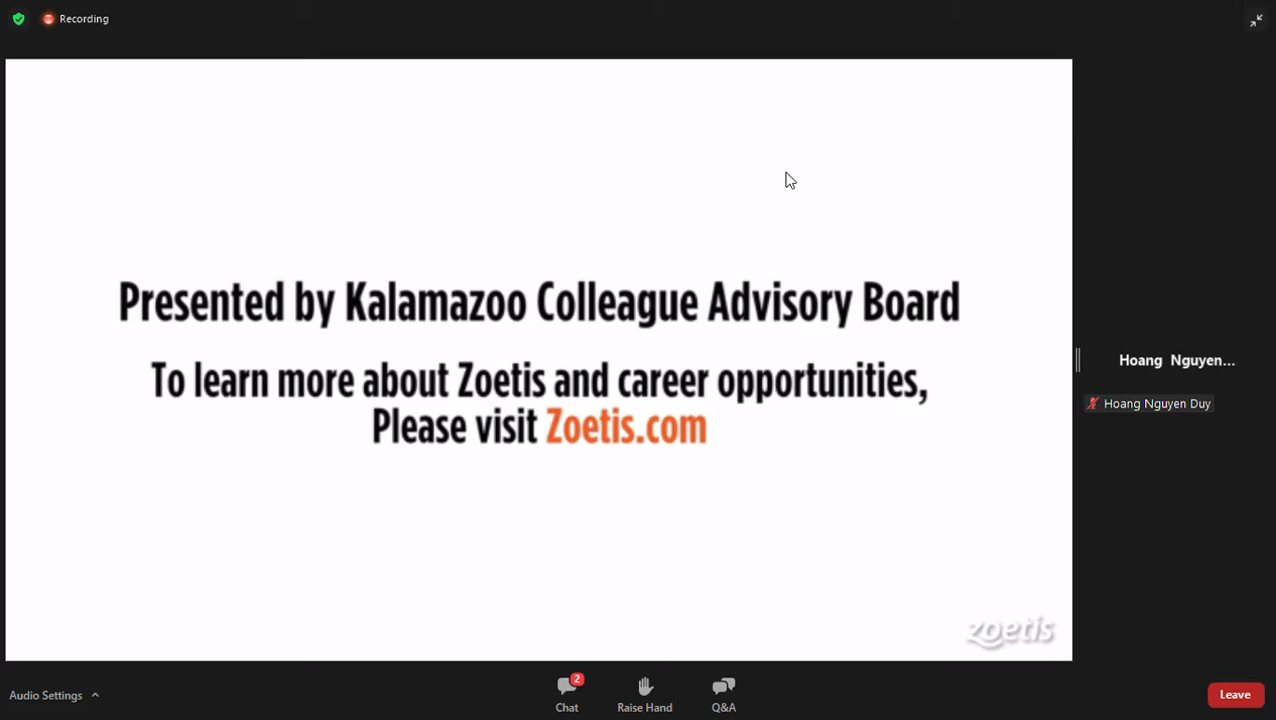 Recording
Presented by Kalamazoo Colleague Advisory Board
To learn more about Zoetis and career opportunities,
Please visit Zoetis.com
zoetis
Hoang Nguyen...
Hoang Nguyen Duy
Audio Settings
2
Chat
Raise Hand
Q&A
Leave